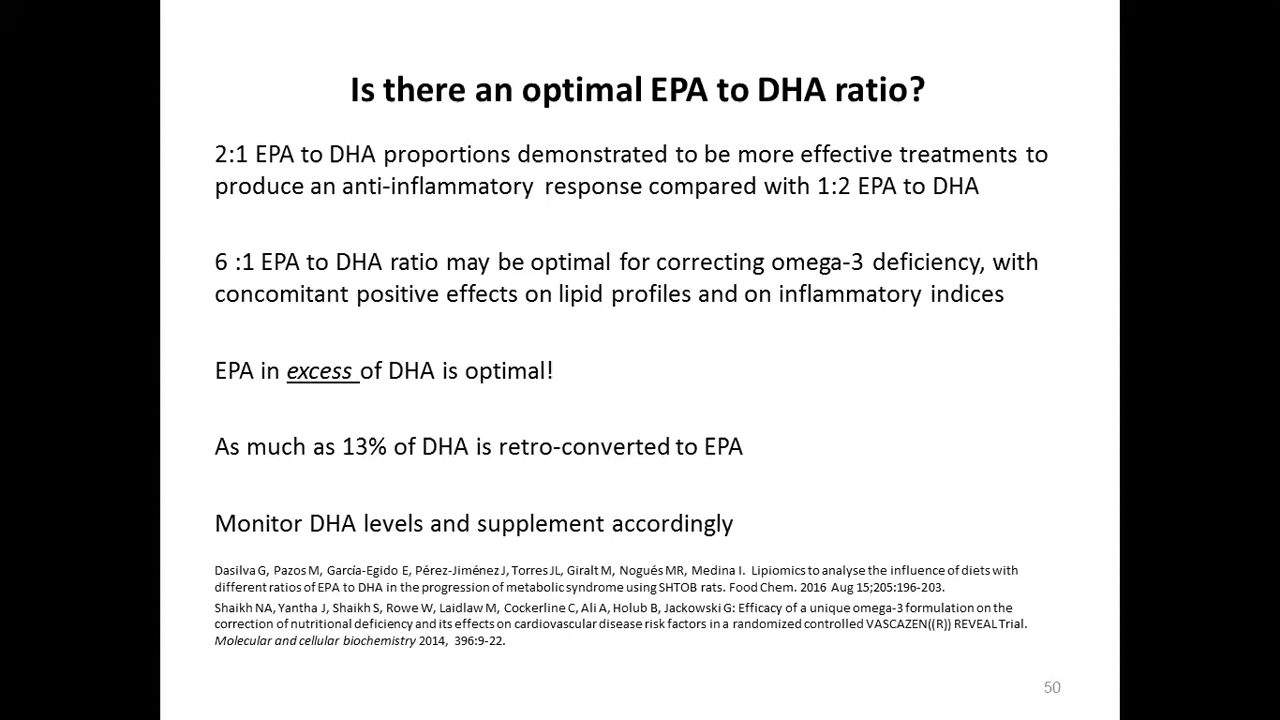 Is there an optimal EPA to DHA ratio?
2:1 EPA to DHA proportions demonstrated to be more effective treatments to
produce an anti-inflammatory response compared with 1:2 EPA to DHA
6 :1 EPA to DHA ratio may be optimal for correcting omega-3 deficiency, with
concomitant positive effects on lipid profiles and on inflammatory indices
EPA in excess of DHA is optimal!
As much as 13% of DHA is retro-converted to EPA
Monitor DHA levels and supplement accordingly
Dasilva G, Pazos M, García-Egido E, Pérez-Jiménez J, Torres JL, Giralt M, Nogués MR, Medina I. Lipiomics to analyse the influence of diets with
different ratios of EPA to DHA in the progression of metabolic syndrome using SHTOB rats. Food Chem. 2016 Aug 15;205:196-203.
Shaikh NA, Yantha J, Shaikh S, Rowe W, Laidlaw M, Cockerline C, Ali A, Holub B, Jackowski G: Efficacy of a unique omega-3 formulation on the
correction of nutritional deficiency and its effects on cardiovascular disease risk factors in a randomized controlled VASCAZEN((R)) REVEAL Trial.
Molecular and cellular biochemistry 2014, 396:9-22.
50